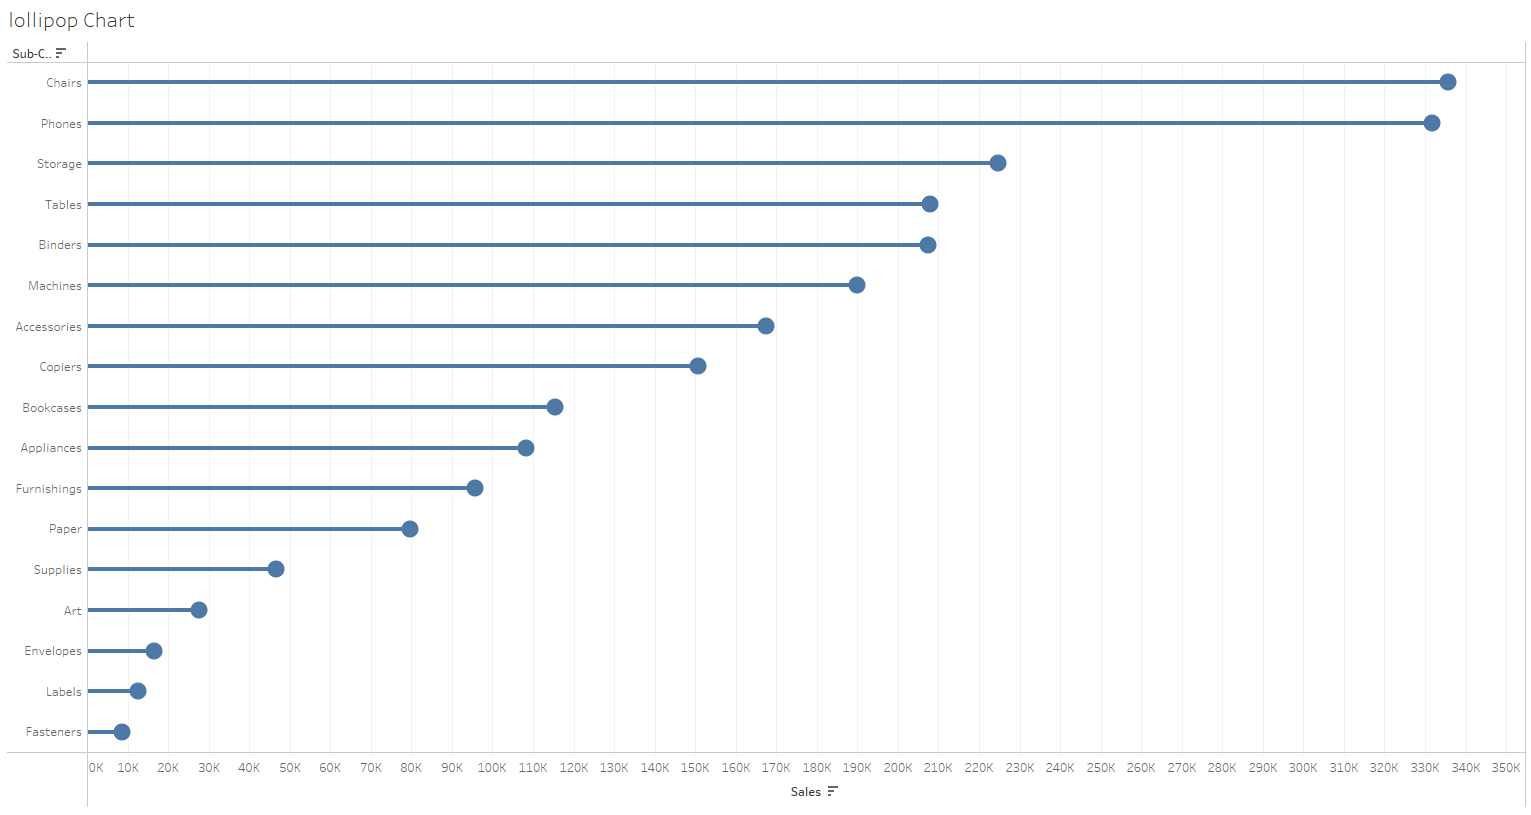 lollipop Chart
Sub-C..
Chairs
Phones
Storage
Tables
Binders
Machines
Accessories
Copiers
Bookcases
Appliances
Furnishings
Paper
Supplies
Art
Envelopes
Labels
Fasteners
0K 10K 20K 30K 40K 50K 60K 70K 80K 90K 100K 110K 120K 130K 140K 150K 160K 170K 180K 190K 200K 210K 220K 230K 240K 250K 260K 270K 280K 290K 300K 310K 320K 330K 340K 350K
Sales